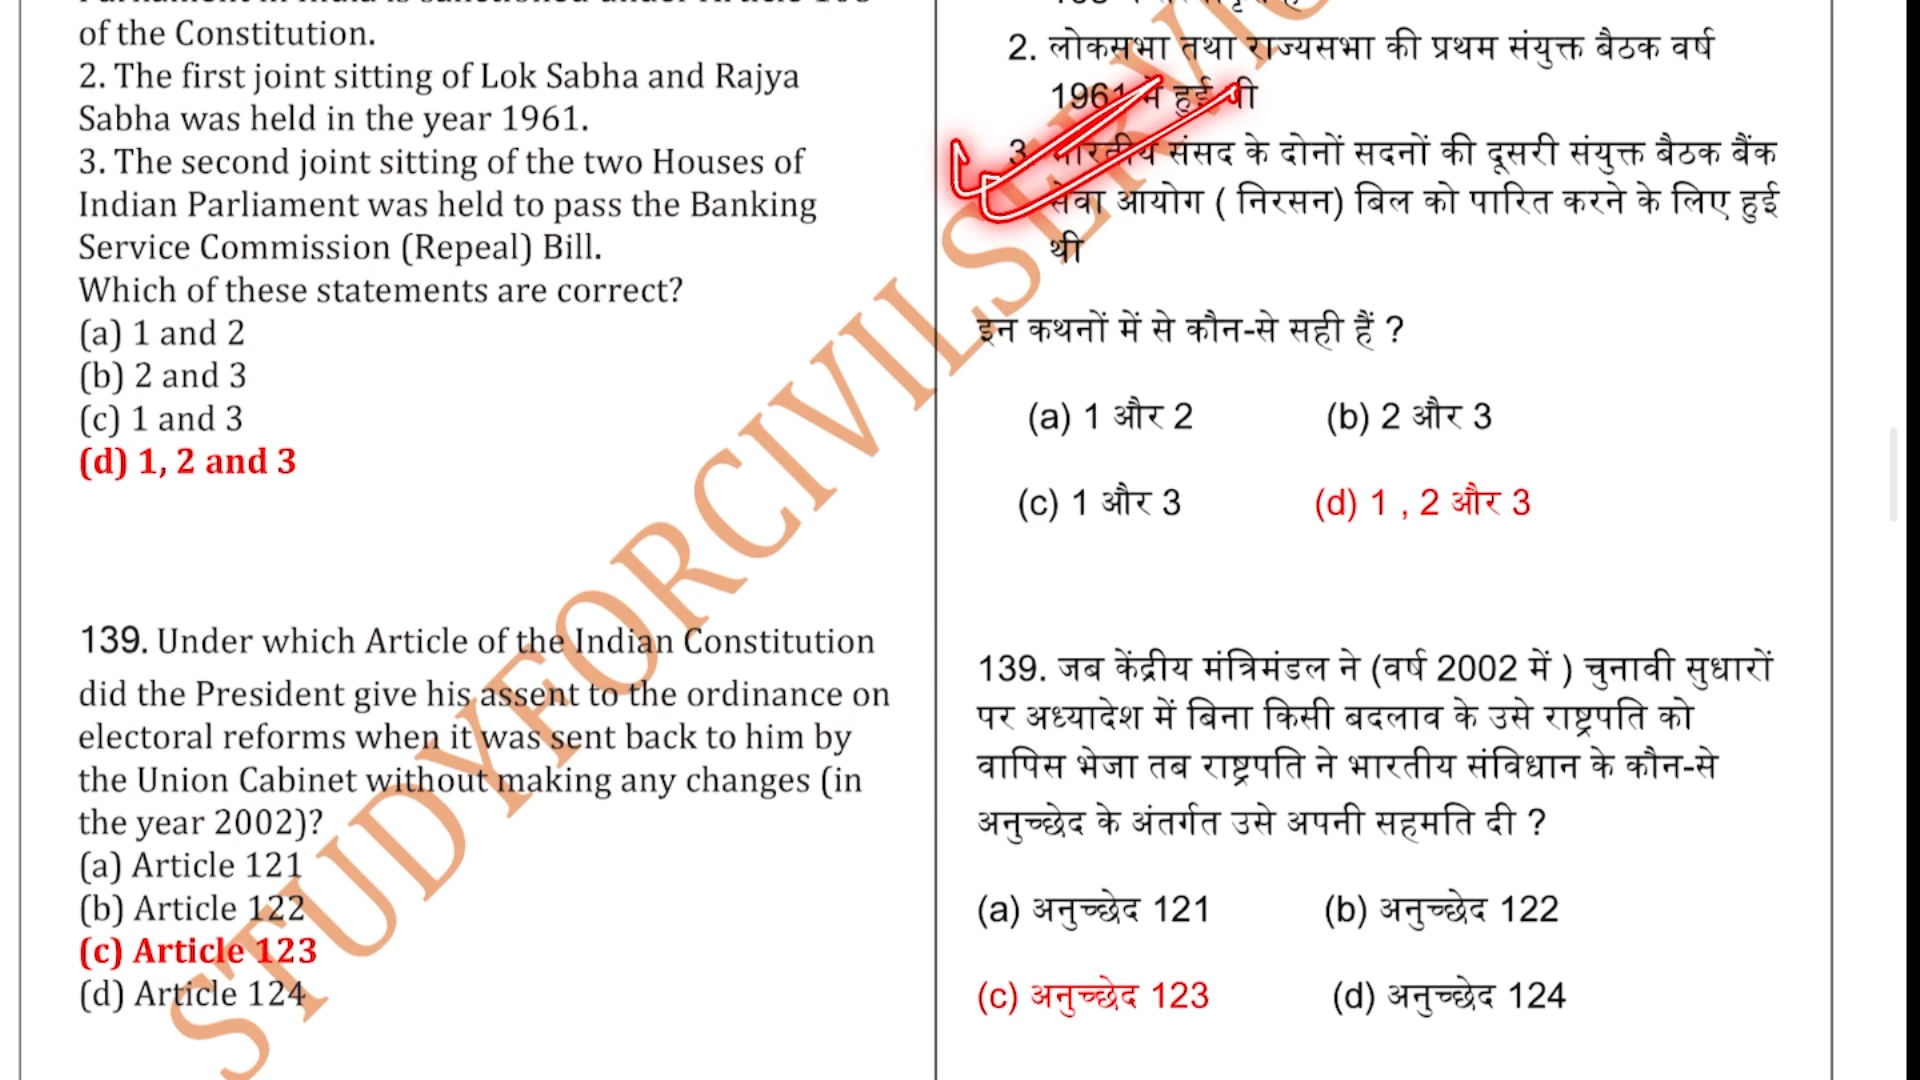 of the Constitution.
2. The first joint sitting of Lok Sabha and Rajya
Sabha was held in the year 1961.
3. The second joint sitting of the two Houses of
Indian Parliament was held to pass the Banking
Service Commission (Repeal) Bill.
Which of these statements are correct?
(a) 1 and 2
(b) 2 and 3
(c) 1 and 3
(d) 1, 2 and 3
139. Under which Article of the Indian Constitution
did the President give his assent to the ordinance on
electoral reforms when it was sent back to him by
the Union Cabinet without making any changes (in
the year 2002)?
(a) Article 121
(b) Article 122
(c) Article 123
(d) Article 124
2. लोकसभा तथा राज्यसभा की प्रथम संयुक्त बैठक वर्ष
1961 में हुई थी
3. भारतीय संसद के दोनों सदनों की दूसरी संयुक्त बैठक बैंक
सेवा आयोग ( निरसन) बिल को पारित करने के लिए हुई
थी
इन कथनों में से कौन-से सही हैं ?
(a) 1 और 2 (b) 2 और 3
(c) 1 और 3 (d) 1 , 2 और 3
139. जब केंद्रीय मंत्रिमंडल ने (वर्ष 2002 में ) चुनावी सुधारों
पर अध्यादेश में बिना किसी बदलाव के उसे राष्ट्रपति को
वापिस भेजा तब राष्ट्रपति ने भारतीय संविधान के कौन-से
अनुच्छेद के अंतर्गत उसे अपनी सहमति दी ?
(a) अनुच्छेद 121 (b) अनुच्छेद 122
(c) अनुच्छेद 123 (d) अनुच्छेद 124
STUDYFORCIVILSERVIC